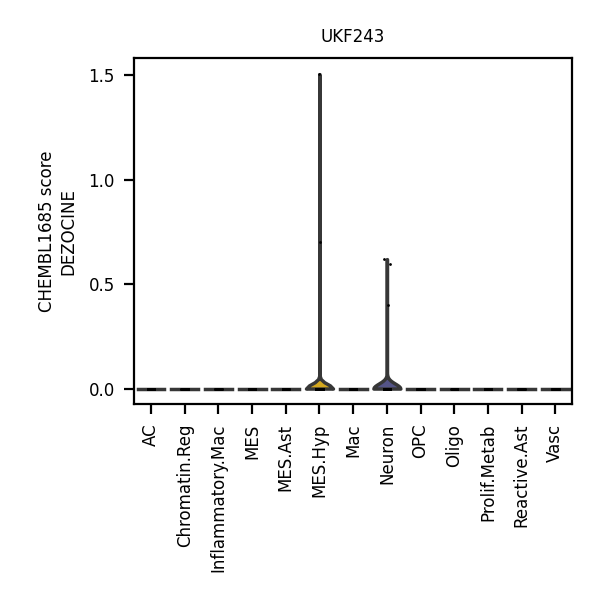 UKF243
CHEMBL1685 score
DEZOCINE
1.5
1.0
0.5
0.0
AC
Chromatin.Reg
Inflammatory.Mac
MES
MES.Ast
MES.Hyp
Mac
Neuron
OPC
Oligo
Prolif.Metab
Reactive.Ast
Vasc